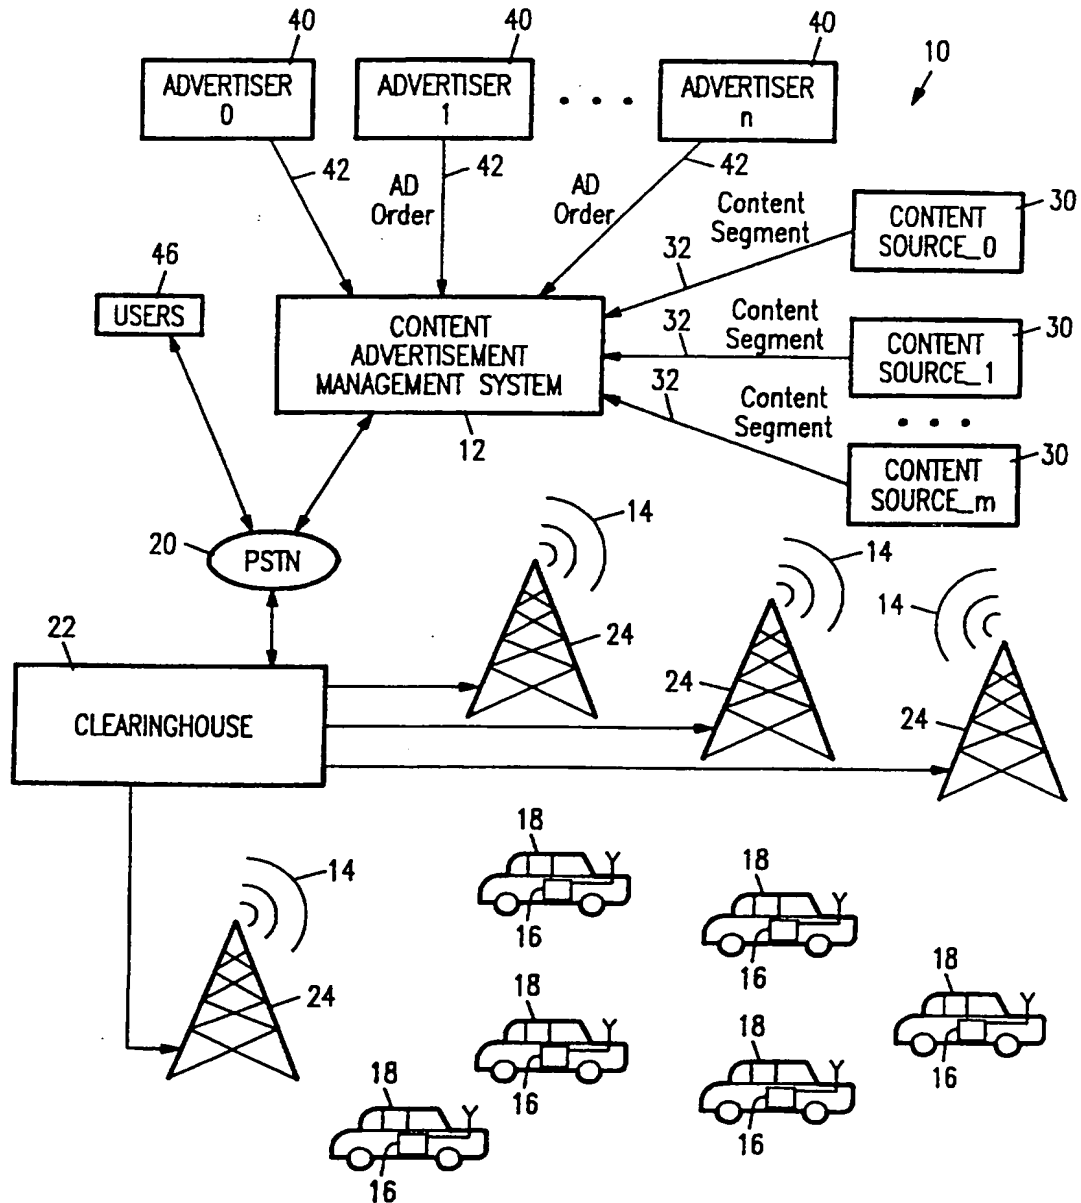 40
40
40
10
ADVERTISER
0
ADVERTISER
1
• • •
ADVERTISER
n
42
AD
Order
42
AD
Order
42
Content
Segment
CONTENT
SOURCE_0
30
46
USERS
CONTENT
ADVERTISEMENT
MANAGEMENT SYSTEM
32
32
Content
Segment
CONTENT
SOURCE_1
30
32
Content
Segment
• • •
12
CONTENT
SOURCE_m
30
20
PSTN
14
14
14
22
CLEARINGHOUSE
24
24
24
14
24
18
16
18
16
18
16
18
16
18
16
18
16